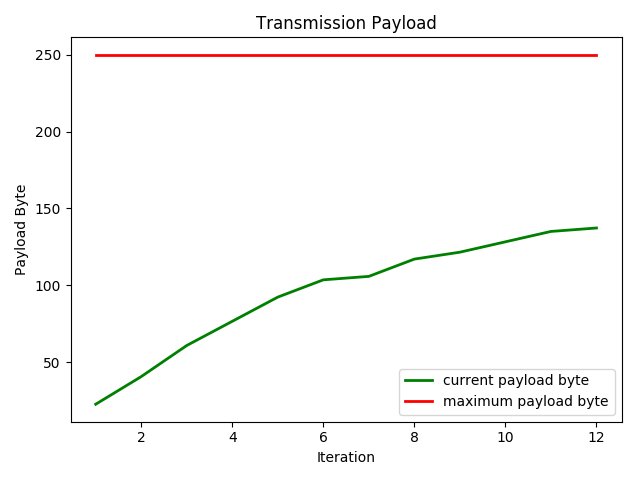 Transmission Payload
Payload Byte
250
200
150
100
50
current payload byte
maximum payload byte
2 4 6 8 10 12
Iteration